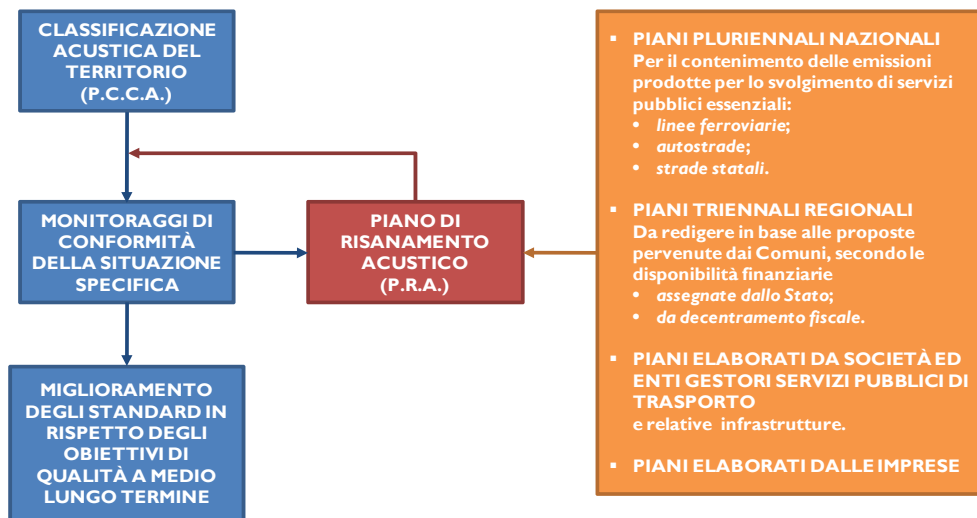 CLASSIFICAZIONE
ACUSTICA DEL
TERRITORIO
(P.C.C.A.)
MONITORAGGI DI
CONFORMITÀ
DELLA SITUAZIONE
SPECIFICA
MIGLIORAMENTO
DEGLI STANDARD IN
RISPETTO DEGLI
OBIETTIVI DI
QUALITÀ A MEDIO
LUNGO TERMINE
PIANO DI
RISANAMENTO
ACUSTICO
(P.R.A.)
▪ PIANI PLURIENNALI NAZIONALI
Per il contenimento delle emissioni
prodotte per lo svolgimento di servizi
pubblici essenziali:
• linee ferroviarie;
• autostrade;
• strade statali.
▪ PIANI TRIENNALI REGIONALI
Da redigere in base alle proposte
pervenute dai Comuni, secondo le
disponibilità finanziarie
• assegnate dallo Stato;
• da decentramento fiscale.
▪ PIANI ELABORATI DA SOCIETÀ ED
ENTI GESTORI SERVIZI PUBBLICI DI
TRASPORTO
e relative infrastrutture.
▪ PIANI ELABORATI DALLE IMPRESE